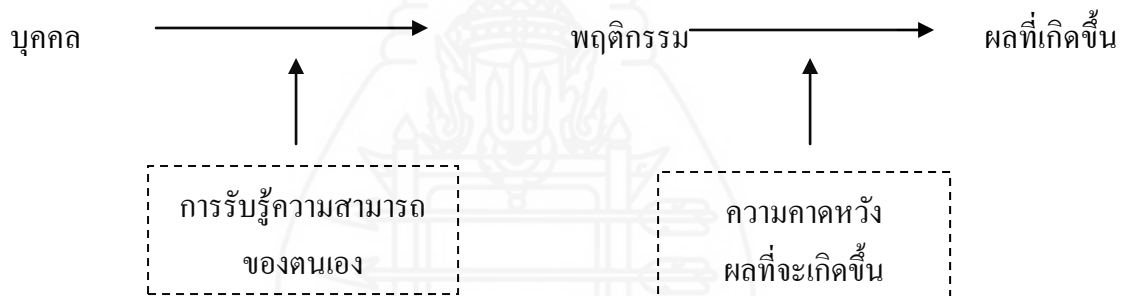 บุคคล พฤติกรรม ผลที่เกิดขึ้น
การรับรู้ความสามารถ
ของตนเอง
ความคาดหวัง
ผลที่จะเกิดขึ้น